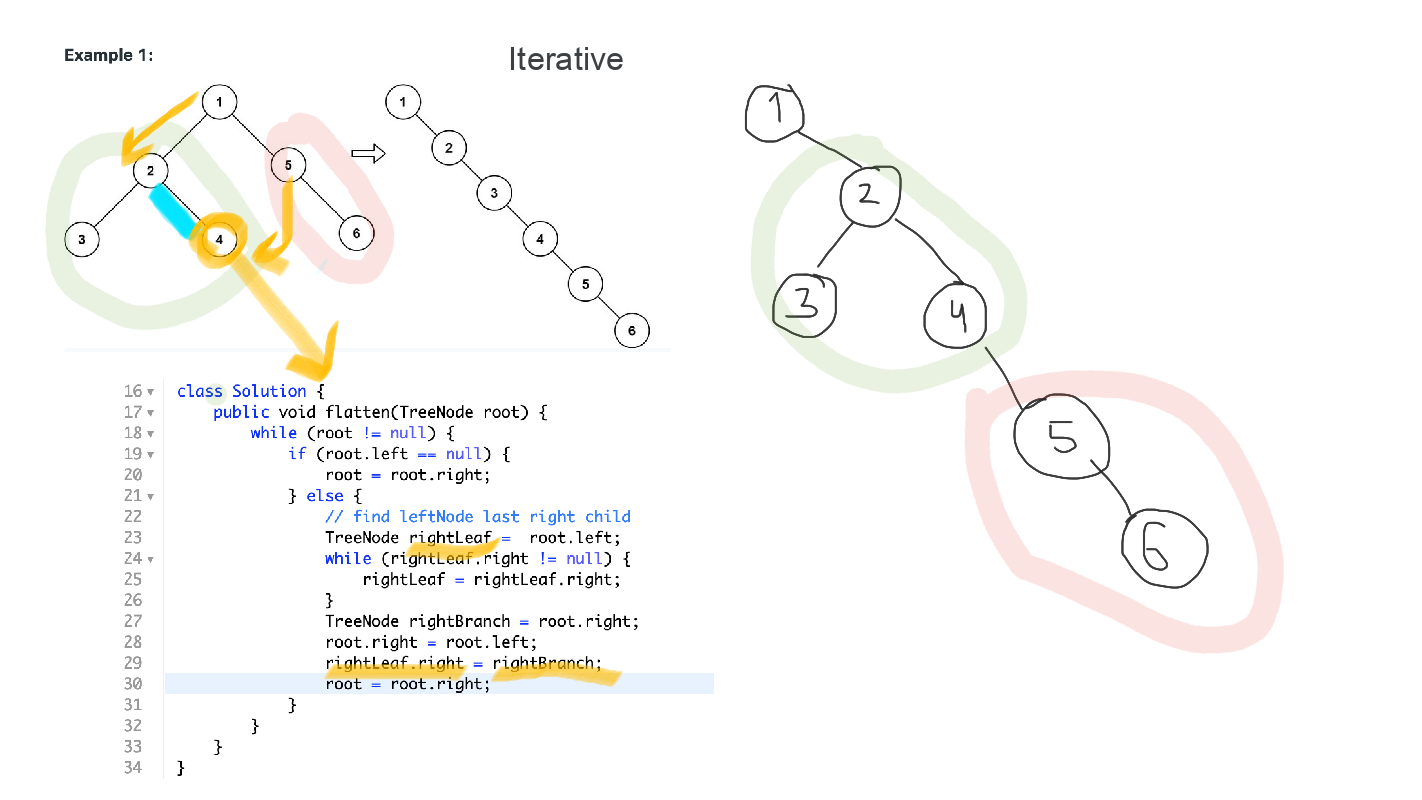 Example 1:
Iterative
1
2
5
3
4
6
1
2
3
4
5
6
1
2
3
4
5
6
16 class Solution {
17 public void flatten(TreeNode root) {
18 while (root != null) {
19 if (root.left == null) {
20 root = root.right;
21 } else {
22 // find leftNode last right child
23 TreeNode rightLeaf = root.left;
24 while (rightLeaf.right != null) {
25 rightLeaf = rightLeaf.right;
26 }
27 TreeNode rightBranch = root.right;
28 root.right = root.left;
29 rightLeaf.right = rightBranch;
30 root = root.right;
31 }
32 }
33 }
34 }